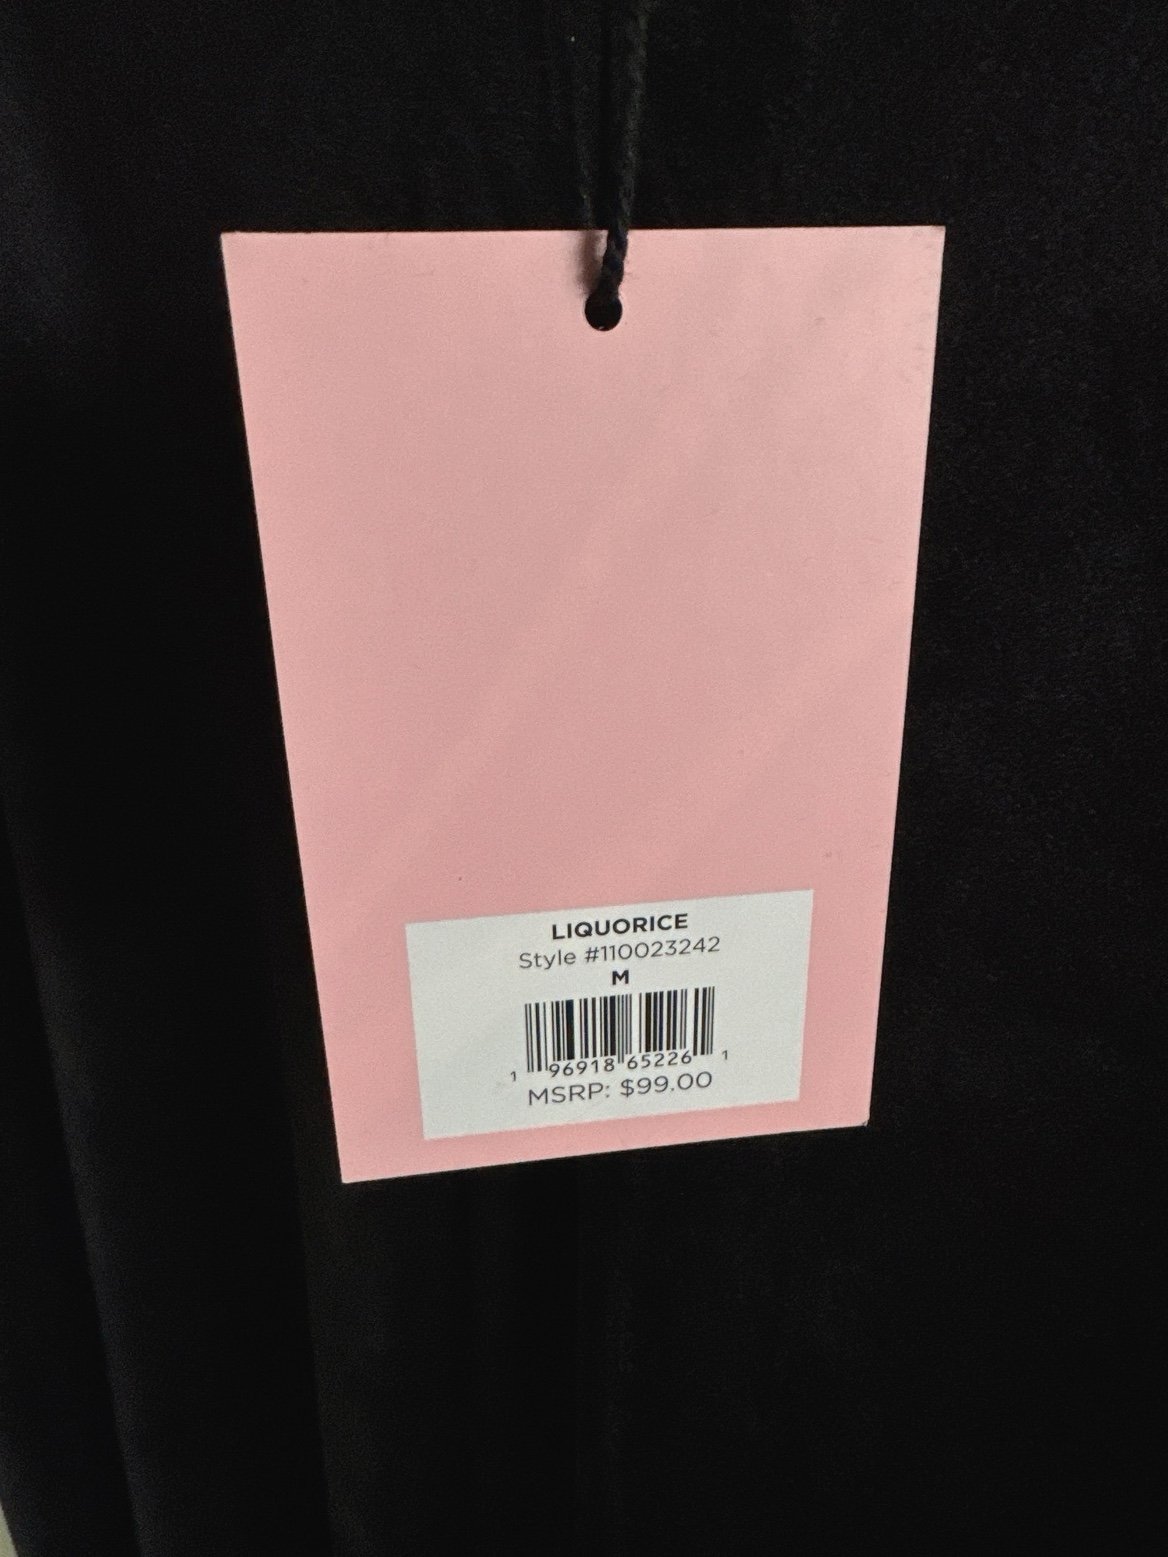 LIQUORICE
Style #110023242
M
1 96918 65226 1
MSRP: $99.00